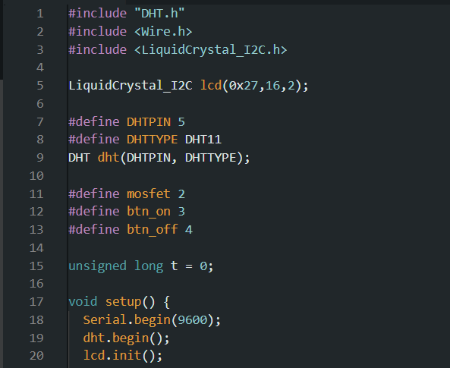 1 #include "DHT.h"
2 #include <Wire.h>
3 #include <LiquidCrystal_I2C.h>
4
5 LiquidCrystal_I2C lcd(0x27,16,2);
6
7 #define DHTPIN 5
8 #define DHTTYPE DHT11
9 DHT dht(DHTPIN, DHTTYPE);
10
11 #define mosfet 2
12 #define btn_on 3
13 #define btn_off 4
14
15 unsigned long t = 0;
16
17 void setup() {
18   Serial.begin(9600);
19   dht.begin();
20   lcd.init();